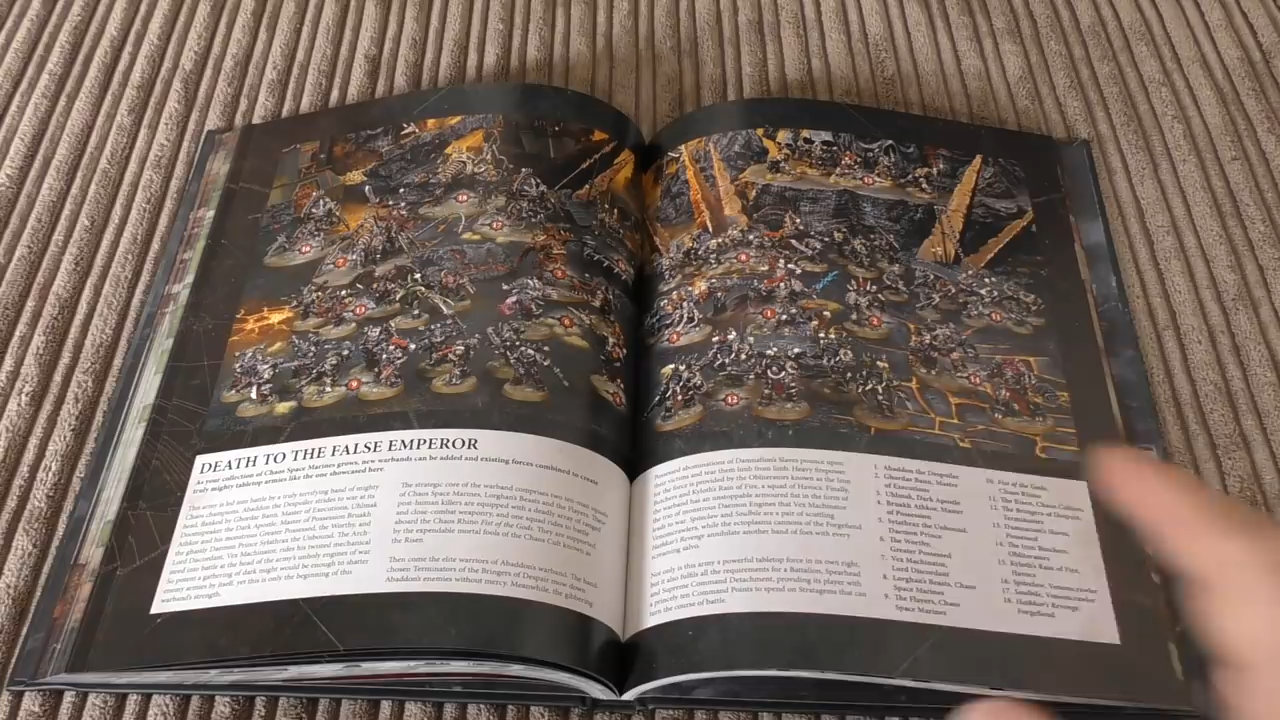 DEATH TO THE FALSE EMPEROR
As your collection of Chaos Space Marines grows, new warbands can be added and existing forces combined to create
truly mighty tabletop armies like the one showcased here.
This army is led into battle by a truly terrifying band of mighty
Chaos champions. Abaddon the Despoiler strides to war at its
head, flanked by Ghordas Bann, Master of Executions, Uhlmak
Doomspeaker, the Dark Apostle, Master of Possession Bruakh
Athkor and his monstrous Greater Possessed, the Worthy, and
the ghastly Daemon Prince Sylathrax the Unbound. The Arch-
Lord Discordant, Vex Machinator, rides his twisted mechanical
steed into battle at the head of the army's unholy engines of war.
So potent a gathering of dark might would be enough to shatter
enemy armies by itself, yet this is only the beginning of this
warband's strength.
The strategic core of the warband comprises two ten-man squads
of Chaos Space Marines, Lorghan's Beasts and the Flayers. These
post-human killers are equipped with a deadly array of ranged
and close-combat weaponry, and one squad rides to battle
aboard the Chaos Rhino Fist of the Gods. They are supported
by the expendable mortal fools of the Chaos Cult known as
the Risen.
Then come the elite warriors of Abaddon's warband. The hand-
chosen Terminators of the Bringers of Despair mow down
Abaddon's enemies without mercy. Meanwhile, the gibbering
Possessed abominations of Damnation's Slaves pounce upon
their victims and tear them limb from limb. Heavy firepower
for the force is provided by the Obliterators known as the Iron
Butchers and Kyloth's Rain of Fire, a squad of Havocs. Finally,
the warband has an unstoppable armoured fist in the form of
the trio of monstrous Daemon Engines that Vex Machinator
leads to war. Spineclaw and Soulbile are a pair of scuttling
Venomcrawlers, while the ectoplasma cannons of the Forgefiend
Hatithor's Revenge annihilate another band of foes with every
screaming salvo.
Not only is this army a powerful tabletop force in its own right,
but it also fulfils all the requirements for a Battalion, Spearhead
and Supreme Command Detachment, providing its player with
a princely ten Command Points to spend on Stratagems that can
turn the course of battle.
1. Abaddon the Despoiler
2. Ghordas Bann, Master
of Executions
3. Uhlmak, Dark Apostle
4. Bruakh Athkor, Master
of Possession
5. Sylathrax the Unbound,
Daemon Prince
6. The Worthy,
Greater Possessed
7. Vex Machinator,
Lord Discordant
8. Lorghan's Beasts, Chaos
Space Marines
9. The Flayers, Chaos
Space Marines
10. Fist of the Gods,
Chaos Rhino
11. The Risen, Chaos Cultists
12. The Bringers of Despair,
Terminators
13. Damnation's Slaves,
Possessed
14. The Iron Butchers,
Obliterators
15. Kyloth's Rain of Fire,
Havocs
16. Spineclaw, Venomcrawler
17. Soulbile, Venomcrawler
18. Hatithor's Revenge,
Forgefiend